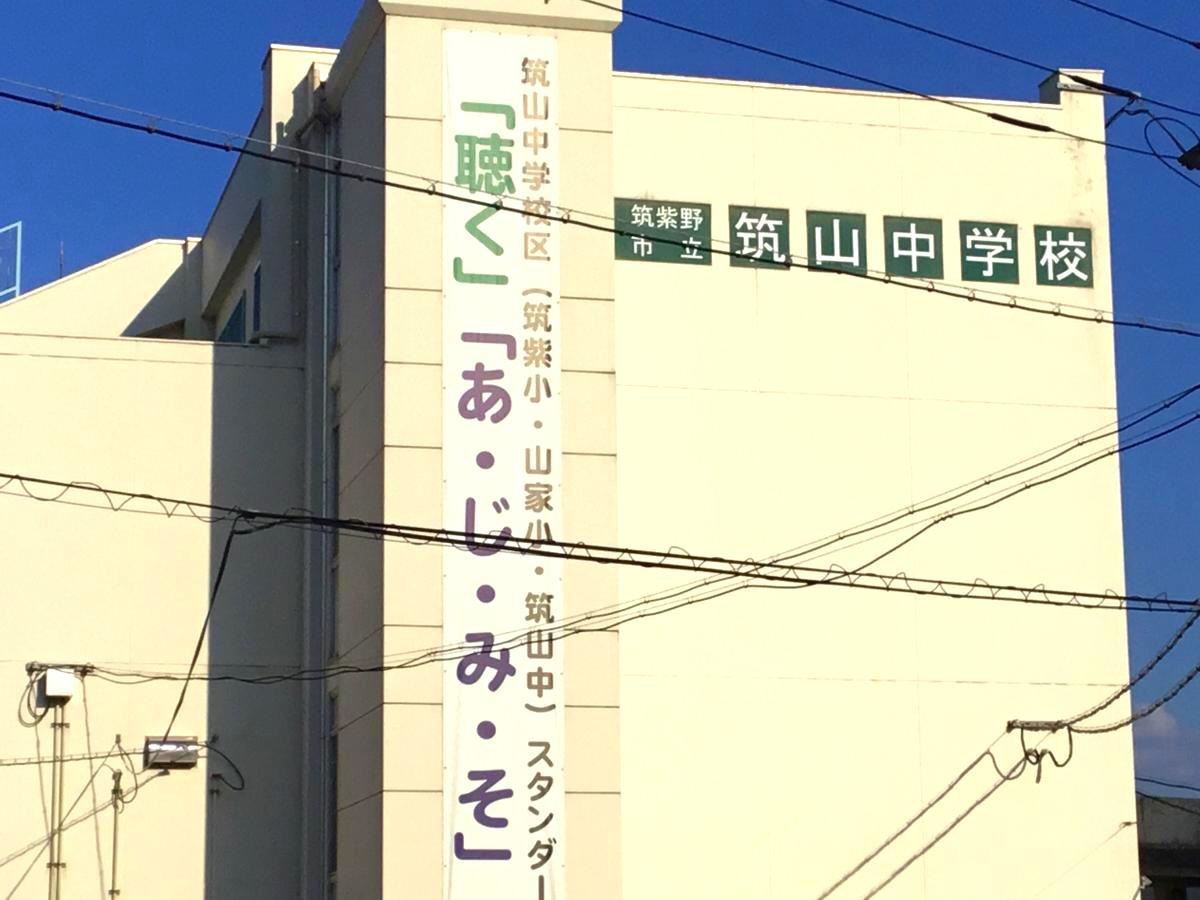 筑山中学校区（筑紫小・山家小・筑山中）スタンダー
「聴く」「あ・じ・み・そ」
筑紫野
市立
筑山中学校